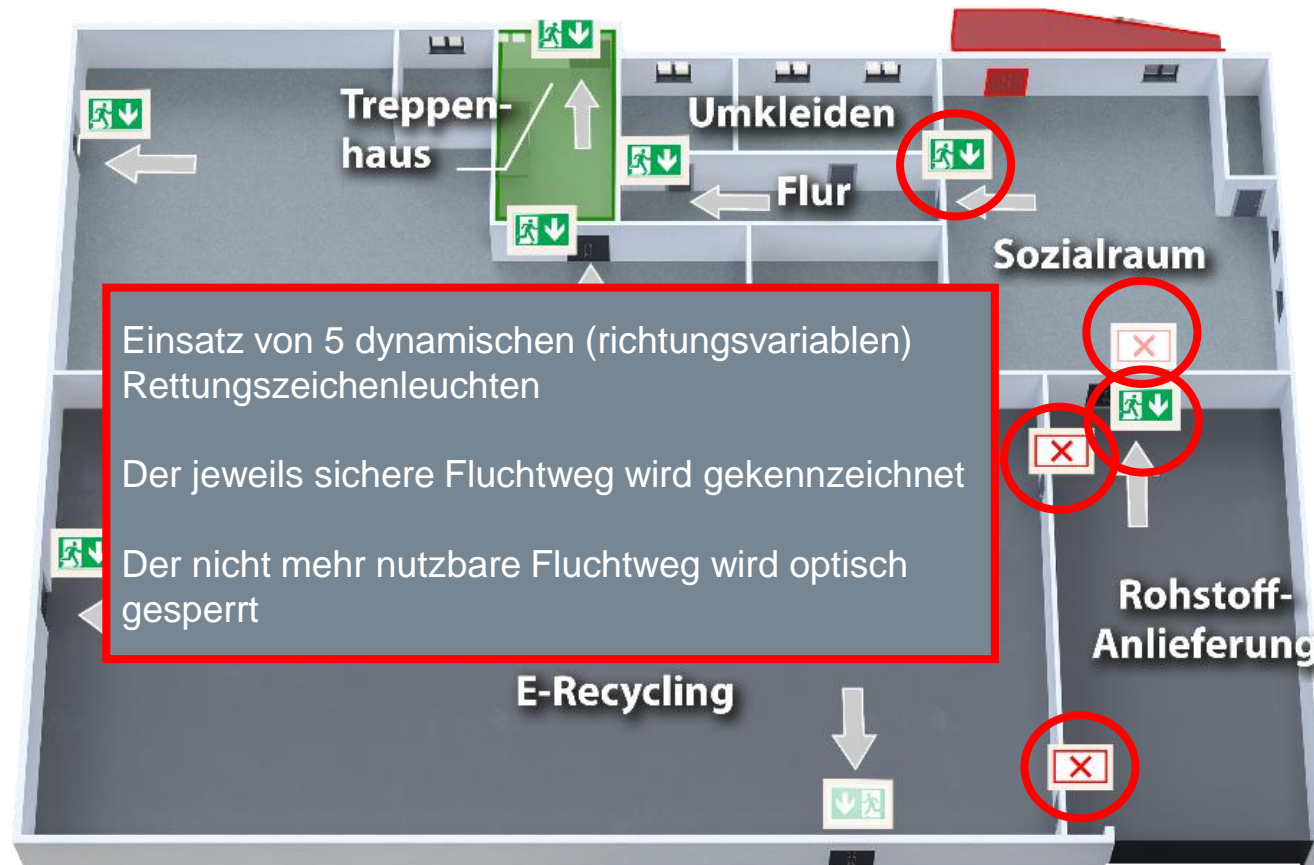 Treppen-
haus
Umkleiden
Flur
Sozialraum
Einsatz von 5 dynamischen (richtungsvariablen)
Rettungszeichenleuchten
Der jeweils sichere Fluchtweg wird gekennzeichnet
Der nicht mehr nutzbare Fluchtweg wird optisch
gesperrt
Rohstoff-
Anlieferung
E-Recycling